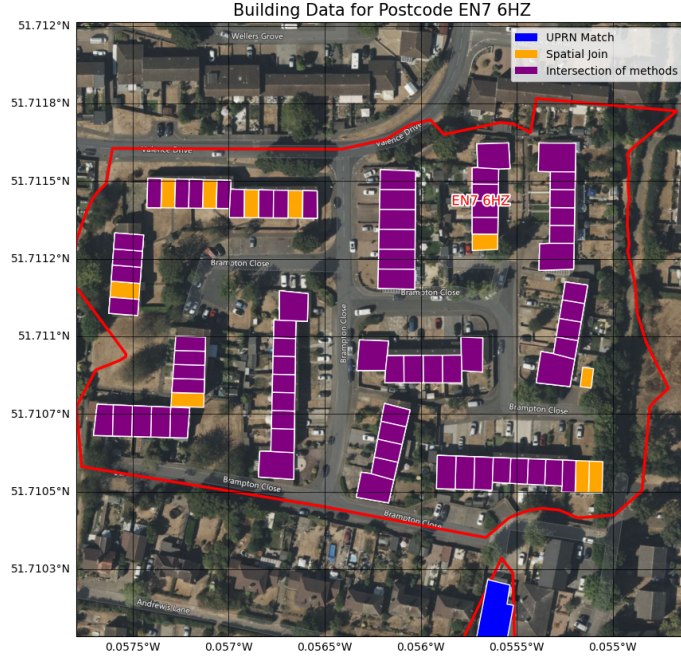 Building Data for Postcode EN7 6HZ
51.712°N
51.7118°N
51.7115°N
51.7112°N
51.711°N
51.7107°N
51.7105°N
51.7103°N
UPRN Match
Spatial Join
Intersection of methods
Wellers Grove
Valence Drive
Valence Drive
EN7 6HZ
Brampton Close
Brampton Close
Brampton Close
Brampton Close
Brampton Close
Brampton Close
Andrew's Lane
0.0575°W
0.057°W
0.0565°W
0.056°W
0.0555°W
0.055°W